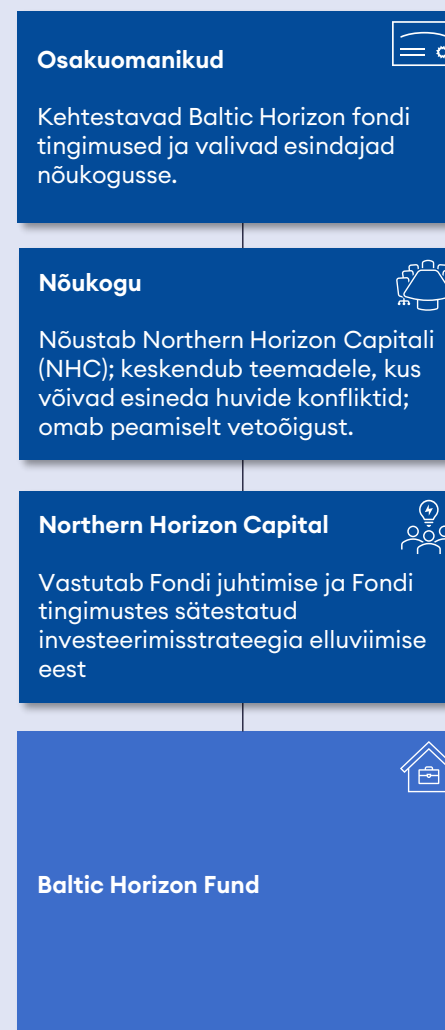 Osakuomanikud
Kehtestavad Baltic Horizon fondi
tingimused ja valivad esindajad
nõukogusse.
Nõukogu
Nõustab Northern Horizon Capitali
(NHC); keskendub teemadele, kus
võivad esineda huvide konfliktid;
omab peamiselt vetoõigust.
Northern Horizon Capital
Vastutab Fondi juhtimise ja Fondi
tingimustes sätestatud
investeerimisstrateegia elluviimise
eest
Baltic Horizon Fund